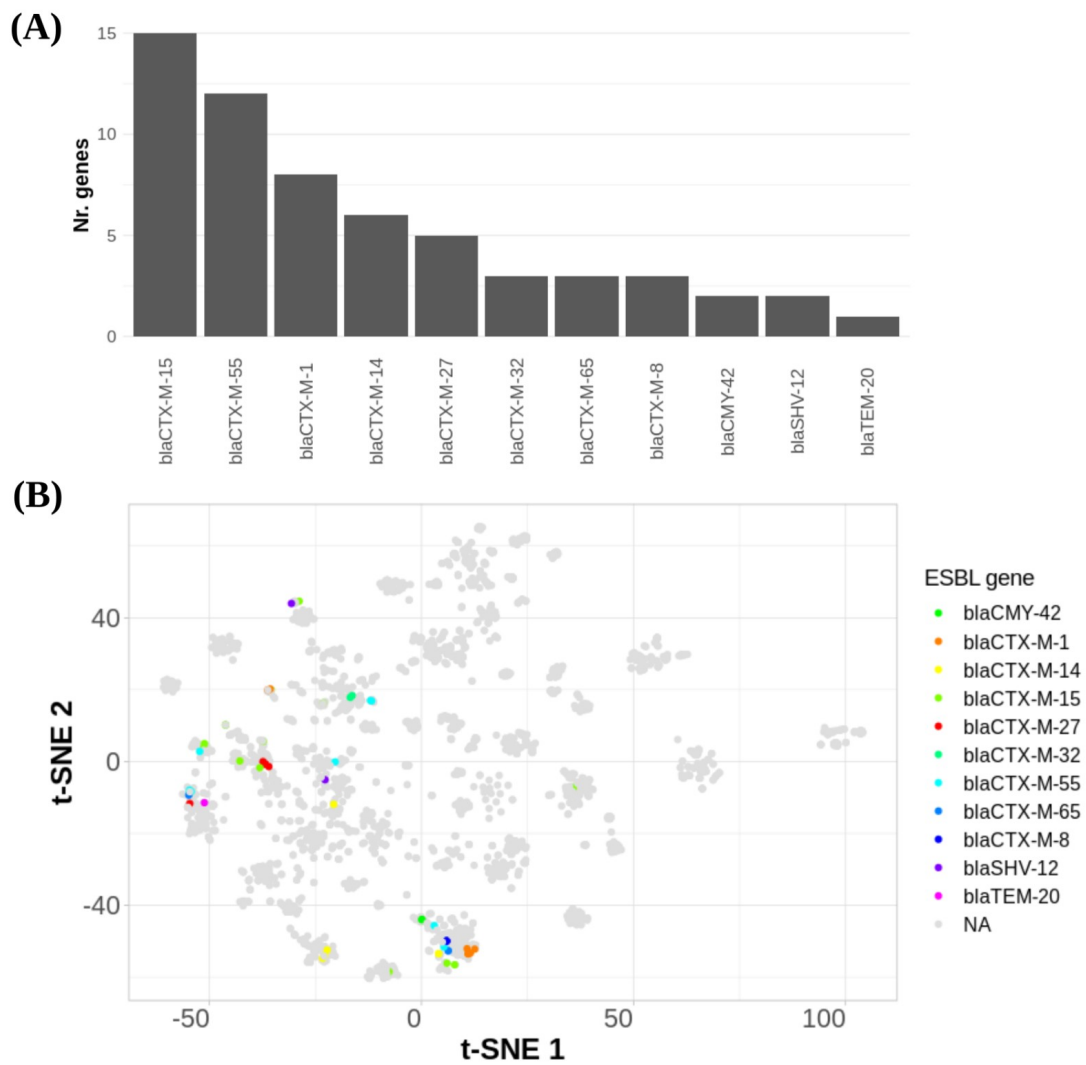 (A)
15
10
5
0
Nr. genes
blaCTX-M-15
blaCTX-M-55
blaCTX-M-1
blaCTX-M-14
blaCTX-M-27
blaCTX-M-32
blaCTX-M-65
blaCTX-M-8
blaCMY-42
blaSHV-12
blaTEM-20
(B)
40
0
-40
t-SNE 2
-50
0
50
100
t-SNE 1
ESBL gene
blaCMY-42
blaCTX-M-1
blaCTX-M-14
blaCTX-M-15
blaCTX-M-27
blaCTX-M-32
blaCTX-M-55
blaCTX-M-65
blaCTX-M-8
blaSHV-12
blaTEM-20
NA